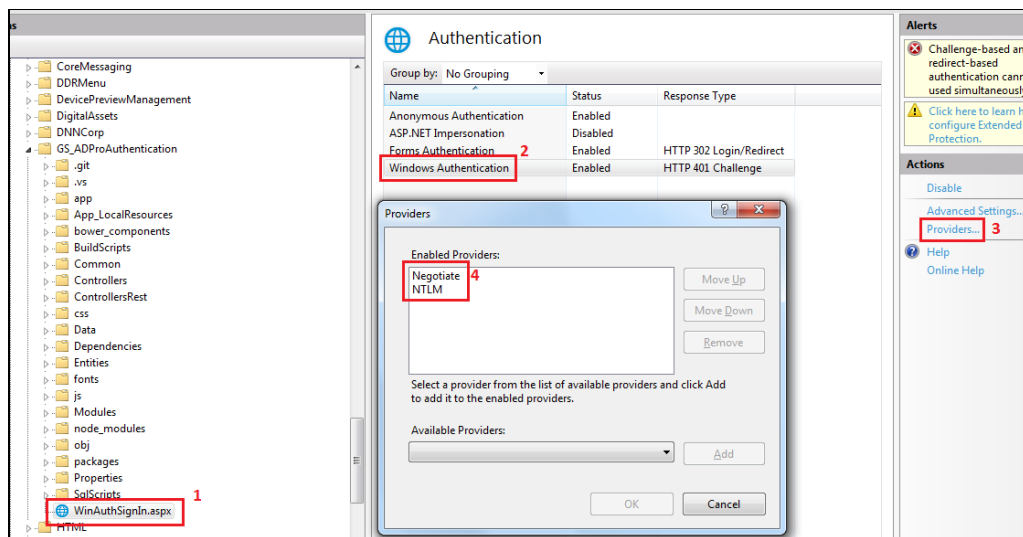 ns
CoreMessaging
DDRMenu
DevicePreviewManagement
DigitalAssets
DNNCorp
GS_ADProAuthentication
.git
.vs
app
App_LocalResources
bower_components
BuildScripts
Common
Controllers
ControllersRest
css
Data
Dependencies
Entities
fonts
js
Modules
node_modules
obj
packages
Properties
SqlScripts
1
WinAuthSignIn.aspx
HTML
Authentication
Group by: No Grouping
Name Status Response Type
Anonymous Authentication Enabled
ASP.NET Impersonation Disabled
Forms Authentication Enabled HTTP 302 Login/Redirect
2
Windows Authentication Enabled HTTP 401 Challenge
Providers
Enabled Providers:
Negotiate 4
NTLM
Move Up
Move Down
Remove
Select a provider from the list of available providers and click Add
to add it to the enabled providers.
Available Providers:
Add
OK Cancel
Alerts
Challenge-based an
redirect-based
authentication cann
used simultaneously
Click here to learn h
configure Extended
Protection.
Actions
Disable
Advanced Settings...
Providers... 3
Help
Online Help